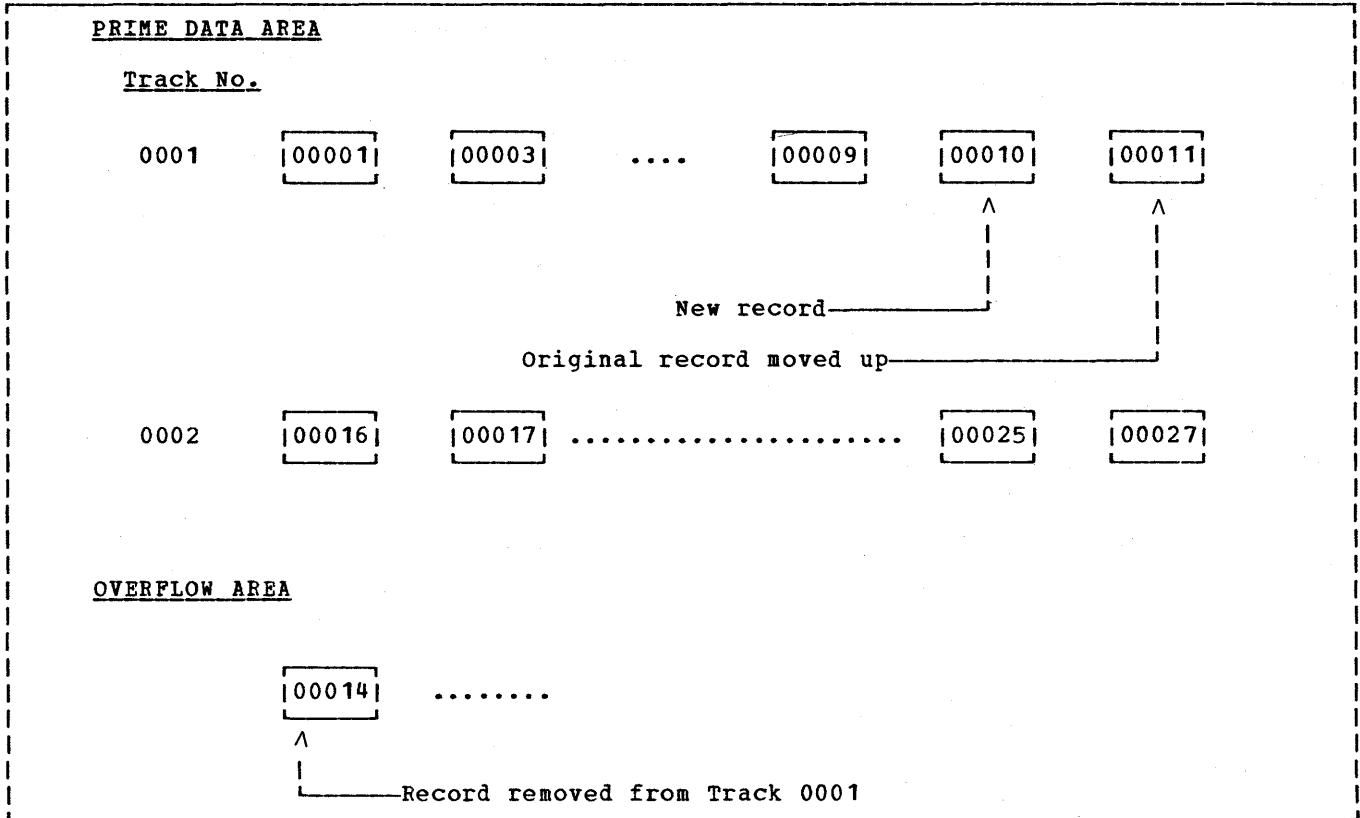 PRIME DATA AREA
Track No.
0001 00001 00003 .... 00009 00010 00011
New record
Original record moved up
0002 00016 00017 ...................... 00025 00027
OVERFLOW AREA
00014 ........
Record removed from Track 0001